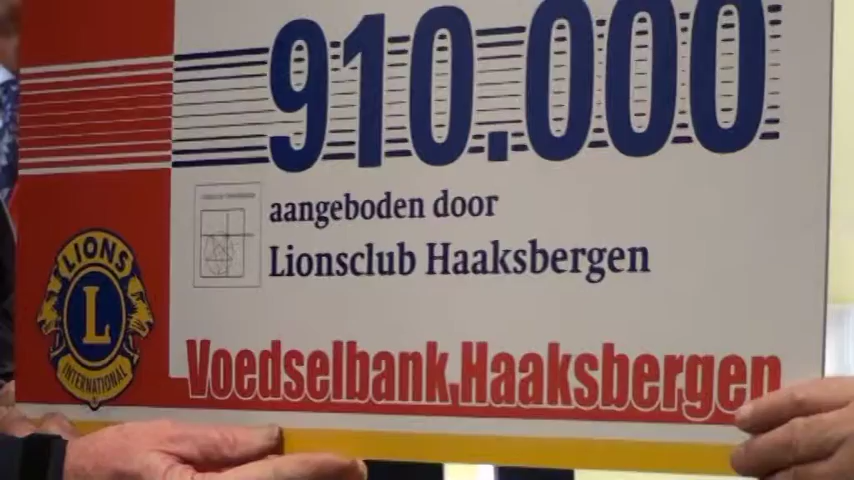 910.000
aangeboden door
Lionsclub Haaksbergen
LIONS
L
INTERNATIONAL
Voedselbank Haaksbergen